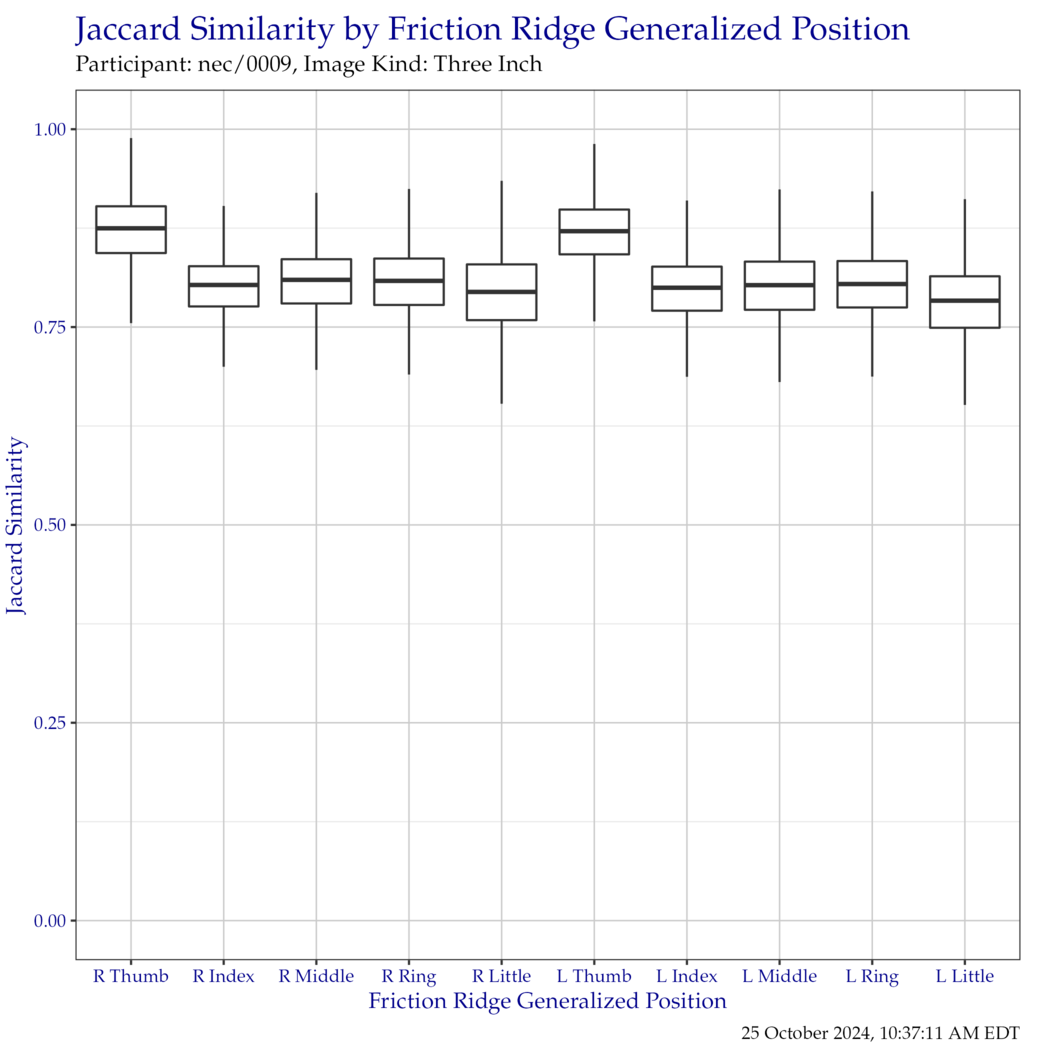 Jaccard Similarity by Friction Ridge Generalized Position
Participant: nec/0009, Image Kind: Three Inch
Jaccard Similarity
1.00
0.75
0.50
0.25
0.00
R Thumb R Index R Middle R Ring R Little L Thumb L Index L Middle L Ring L Little
Friction Ridge Generalized Position
25 October 2024, 10:37:11 AM EDT